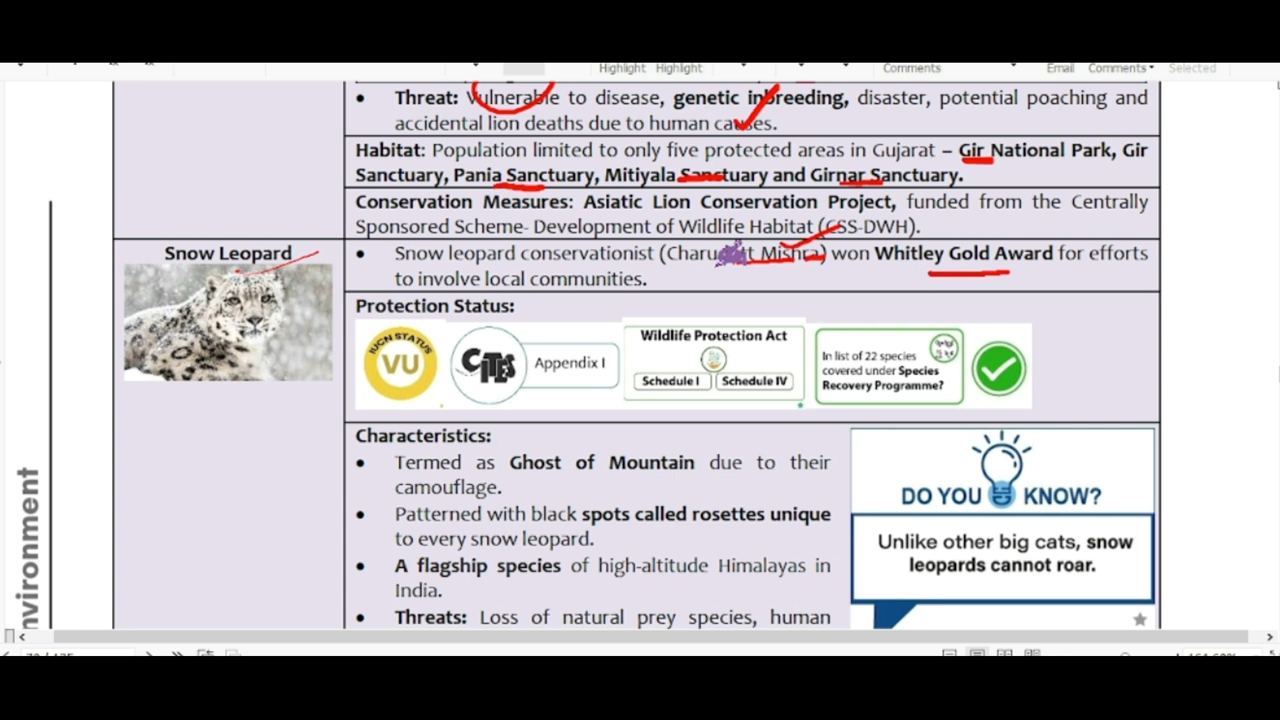 Highlight Highlight Comments Email Comments Selected
• Threat: Vulnerable to disease, genetic inbreeding, disaster, potential poaching and
accidental lion deaths due to human causes.
Habitat: Population limited to only five protected areas in Gujarat – Gir National Park, Gir
Sanctuary, Pania Sanctuary, Mitiyala Sanctuary and Girnar Sanctuary.
Conservation Measures: Asiatic Lion Conservation Project, funded from the Centrally
Sponsored Scheme- Development of Wildlife Habitat (CSS-DWH).
Snow Leopard
• Snow leopard conservationist (Mishra) won Whitley Gold Award for efforts
to involve local communities.
Protection Status:
IUCN STATUS
VU
CITES
Appendix I
Wildlife Protection Act
Schedule I Schedule IV
In list of 22 species
covered under Species
Recovery Programme?
Characteristics:
• Termed as Ghost of Mountain due to their
camouflage.
• Patterned with black spots called rosettes unique
to every snow leopard.
• A flagship species of high-altitude Himalayas in
India.
• Threats: Loss of natural prey species, human
DO YOU KNOW?
Unlike other big cats, snow
leopards cannot roar.